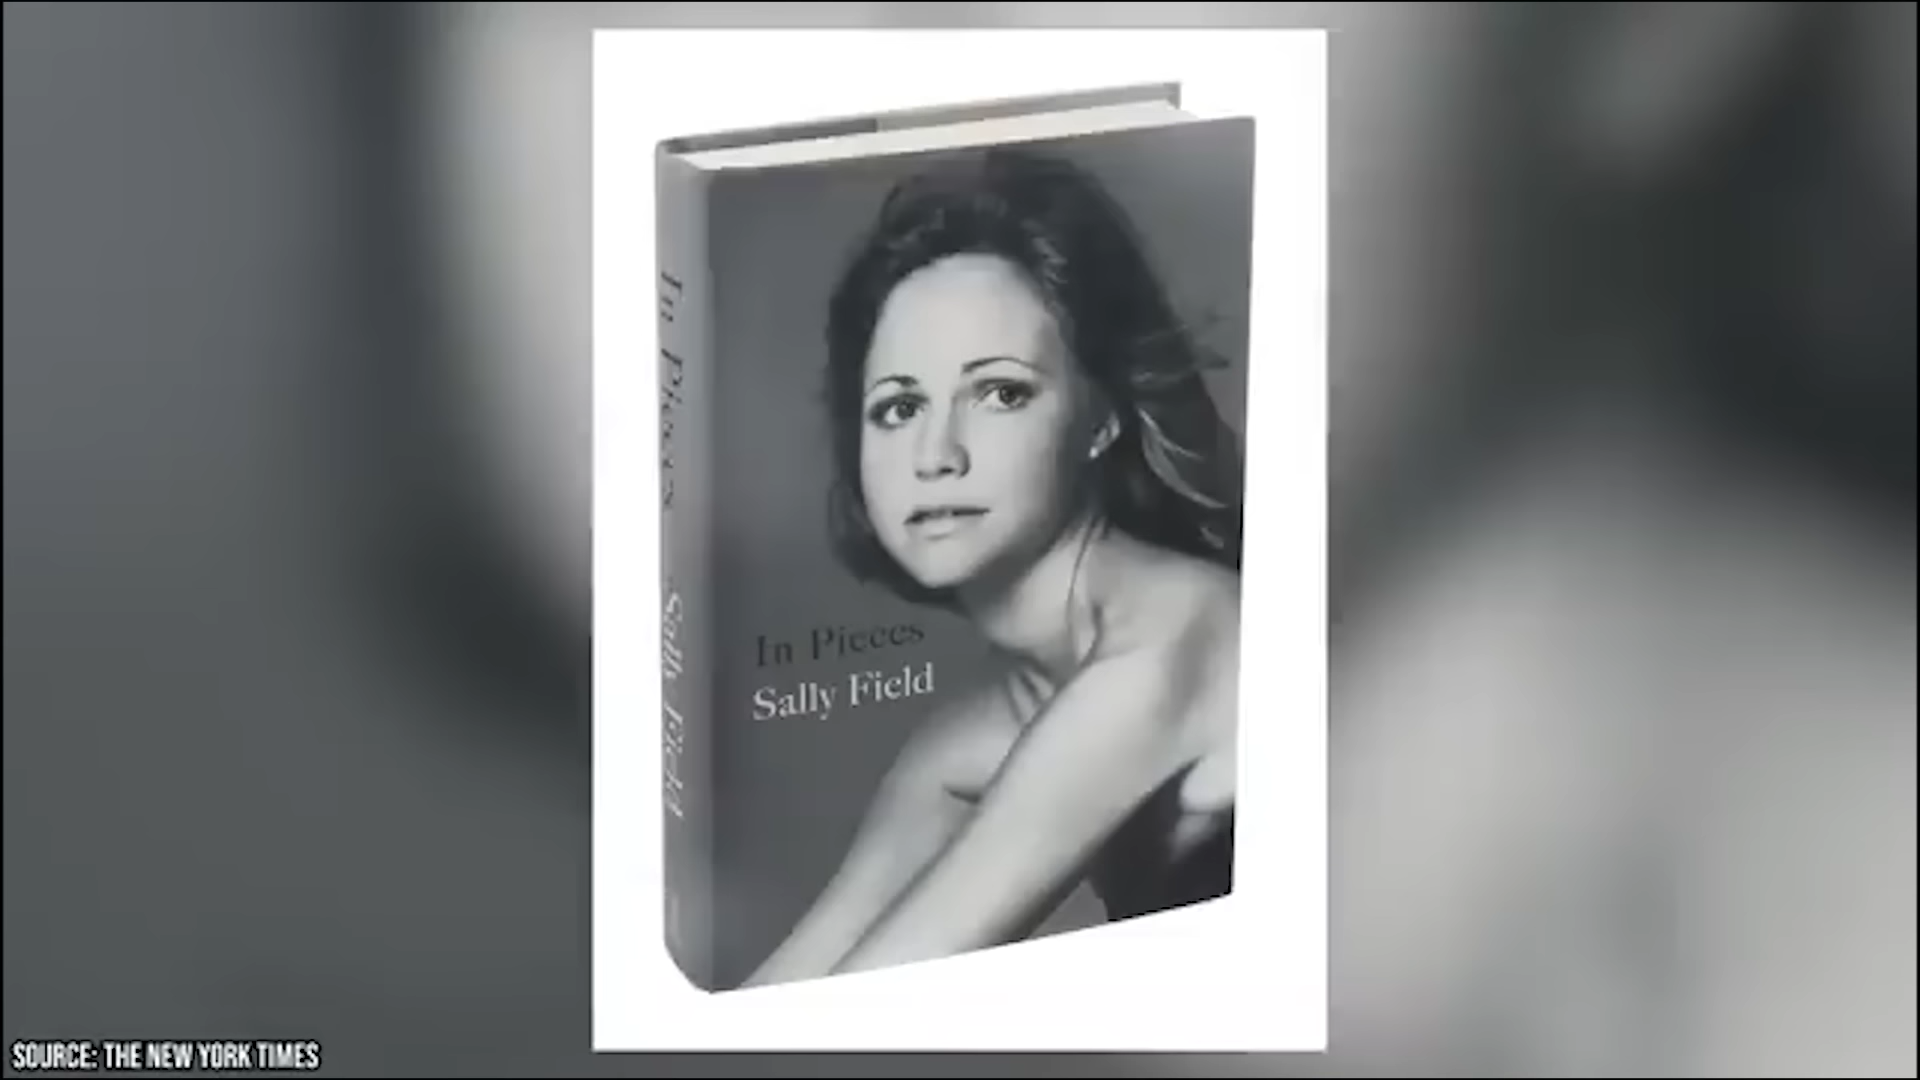 In Pieces Sally Field
In Pieces
Sally Field
SOURCE: THE NEW YORK TIMES